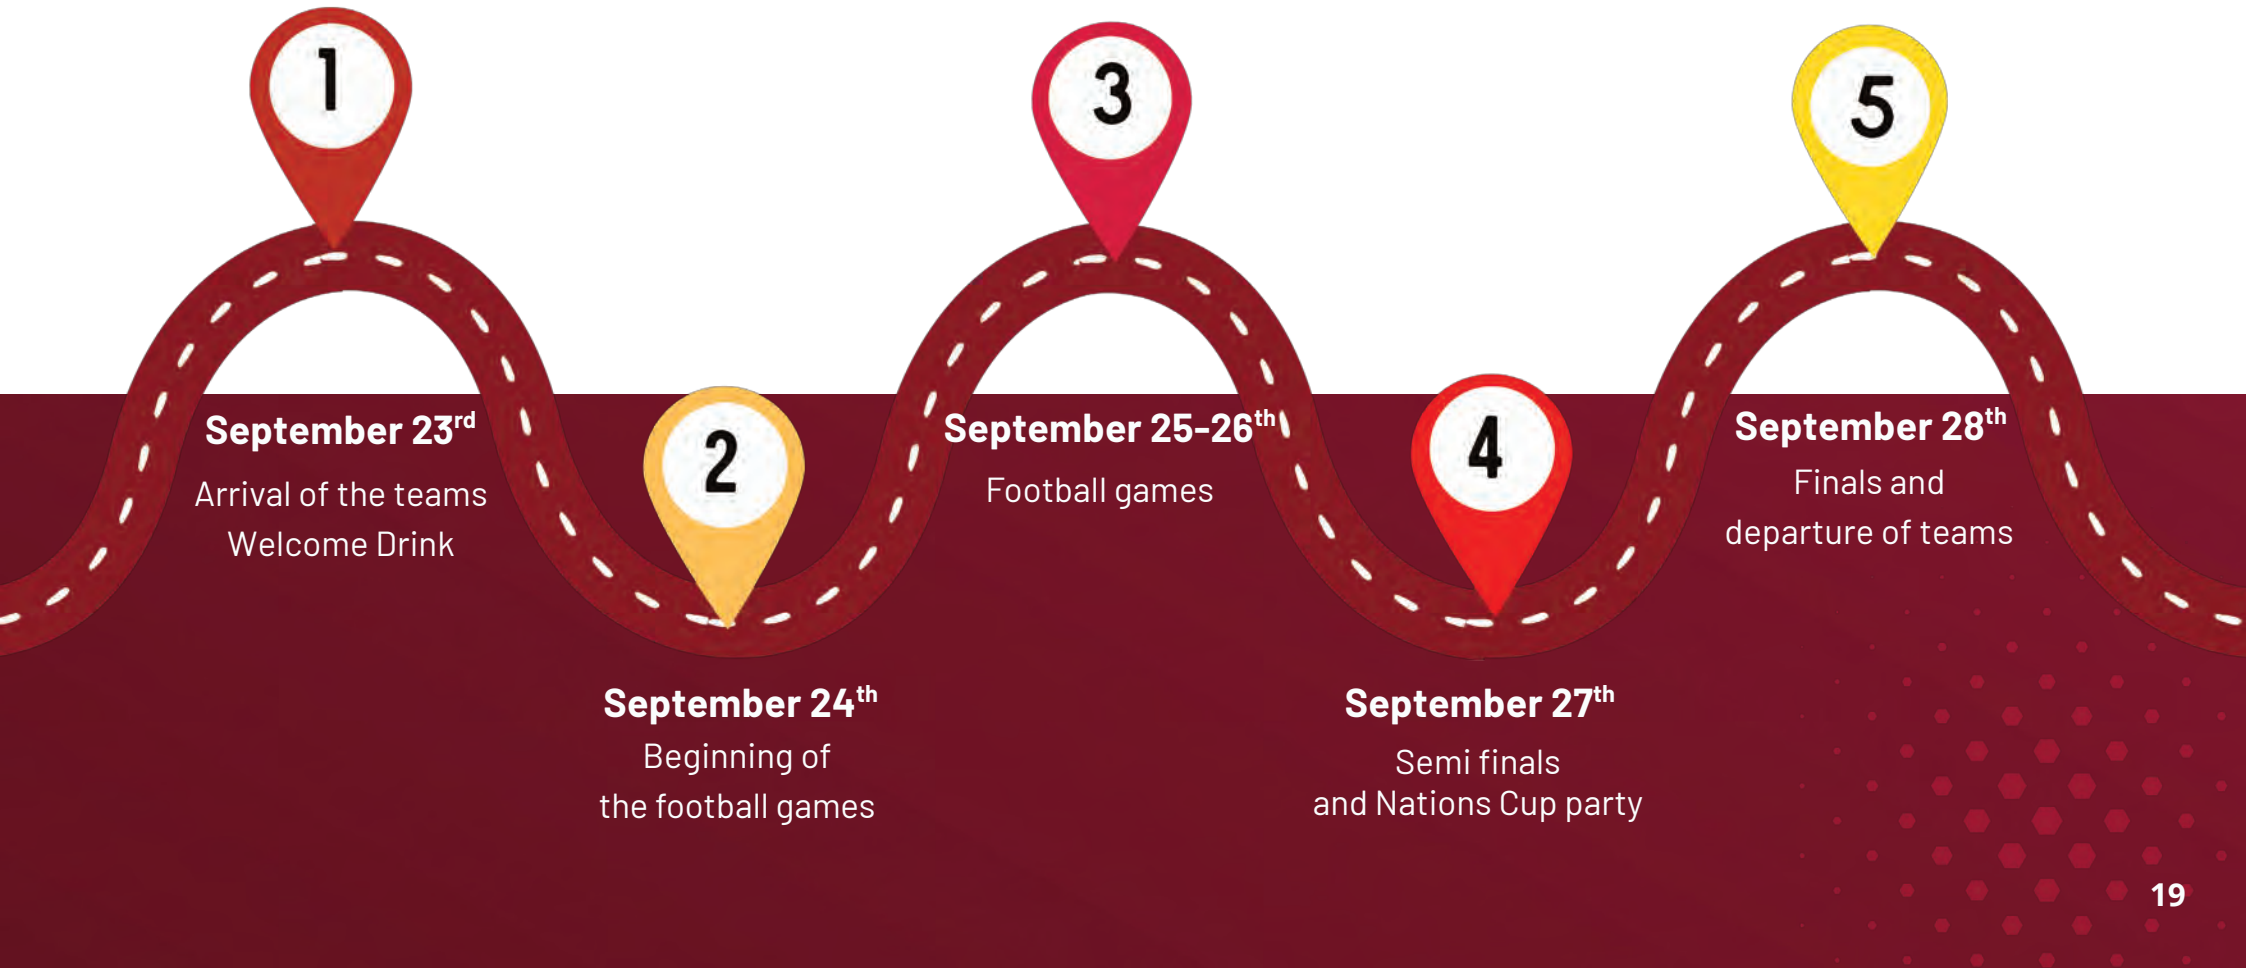 1
September 23rd
Arrival of the teams
Welcome Drink
2
September 24th
Beginning of
the football games
3
September 25-26th
Football games
4
September 27th
Semi finals
and Nations Cup party
5
September 28th
Finals and
departure of teams
19